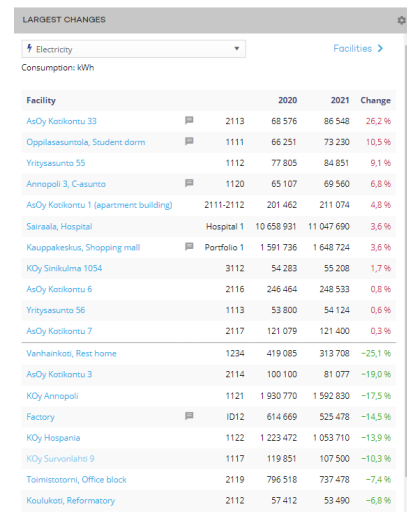 LARGEST CHANGES
Electricity
Facilities
Consumption: kWh
Facility 2020 2021 Change
AsOy Kotikontu 33 2113 68 576 86 548 26,2 %
Oppilasasuntola, Student dorm 1111 66 251 73 230 10,5 %
Yritysasunto 55 1112 77 805 84 851 9,1 %
Annopoli 3, C-asunto 1120 65 107 69 560 6,8 %
AsOy Kotikontu 1 (apartment building) 2111-2112 201 462 211 074 4,8 %
Sairaala, Hospital Hospital 1 10 658 931 11 047 690 3,6 %
Kauppakeskus, Shopping mall Portfolio 1 1 591 736 1 648 724 3,6 %
KOy Sinikulma 1054 3112 54 283 55 208 1,7 %
AsOy Kotikontu 6 2116 246 464 248 533 0,8 %
Yritysasunto 56 1113 53 800 54 124 0,6 %
AsOy Kotikontu 7 2117 121 079 121 400 0,3 %
Vanhainkoti, Rest home 1234 419 085 313 708 −25,1 %
AsOy Kotikontu 3 2114 100 100 81 077 −19,0 %
KOy Annopoli 1121 1 930 770 1 592 830 −17,5 %
Factory ID12 614 669 525 478 −14,5 %
KOy Hospania 1122 1 223 472 1 053 710 −13,9 %
KOy Survonlahti 9 1117 119 851 107 500 −10,3 %
Toimistotorni, Office block 2119 796 518 737 478 −7,4 %
Koulukoti, Reformatory 2112 57 412 53 490 −6,8 %